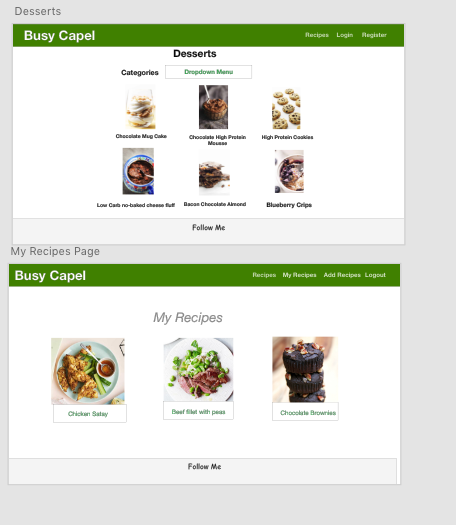 Desserts
Busy Capel
Recipes Login Register
Desserts
Categories Dropdown Menu
Chocolate Mug Cake
Chocolate High Protein
Mousse
High Protein Cookies
Low Carb no-baked cheese fluff
Bacon Chocolate Almond
Blueberry Crips
Follow Me
My Recipes Page
Busy Capel
Recipes My Recipes Add Recipes Logout
My Recipes
Chicken Satay
Beef fillet with peas
Chocolate Brownies
Follow Me